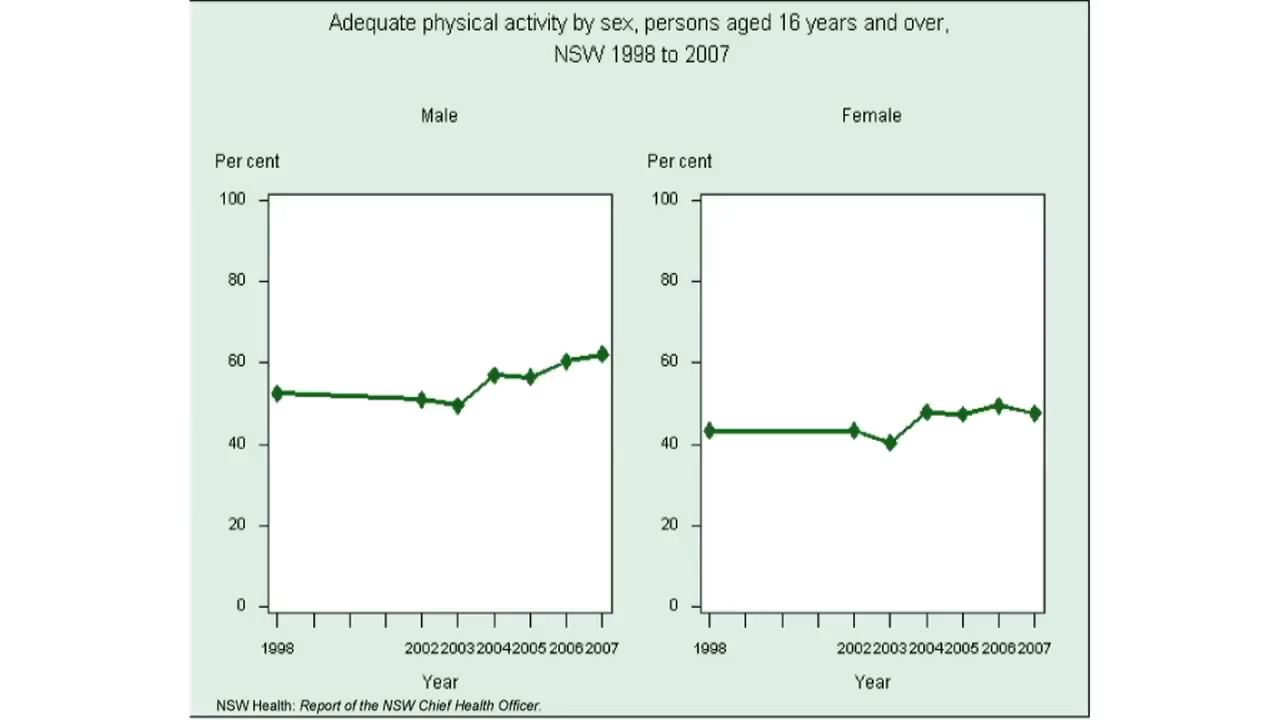 Adequate physical activity by sex, persons aged 16 years and over,
NSW 1998 to 2007
Male
Female
Per cent
Per cent
100
80
60
40
20
0
1998 2002 2003 2004 2005 2006 2007
Year
100
80
60
40
20
0
1998 2002 2003 2004 2005 2006 2007
Year
NSW Health: Report of the NSW Chief Health Officer.